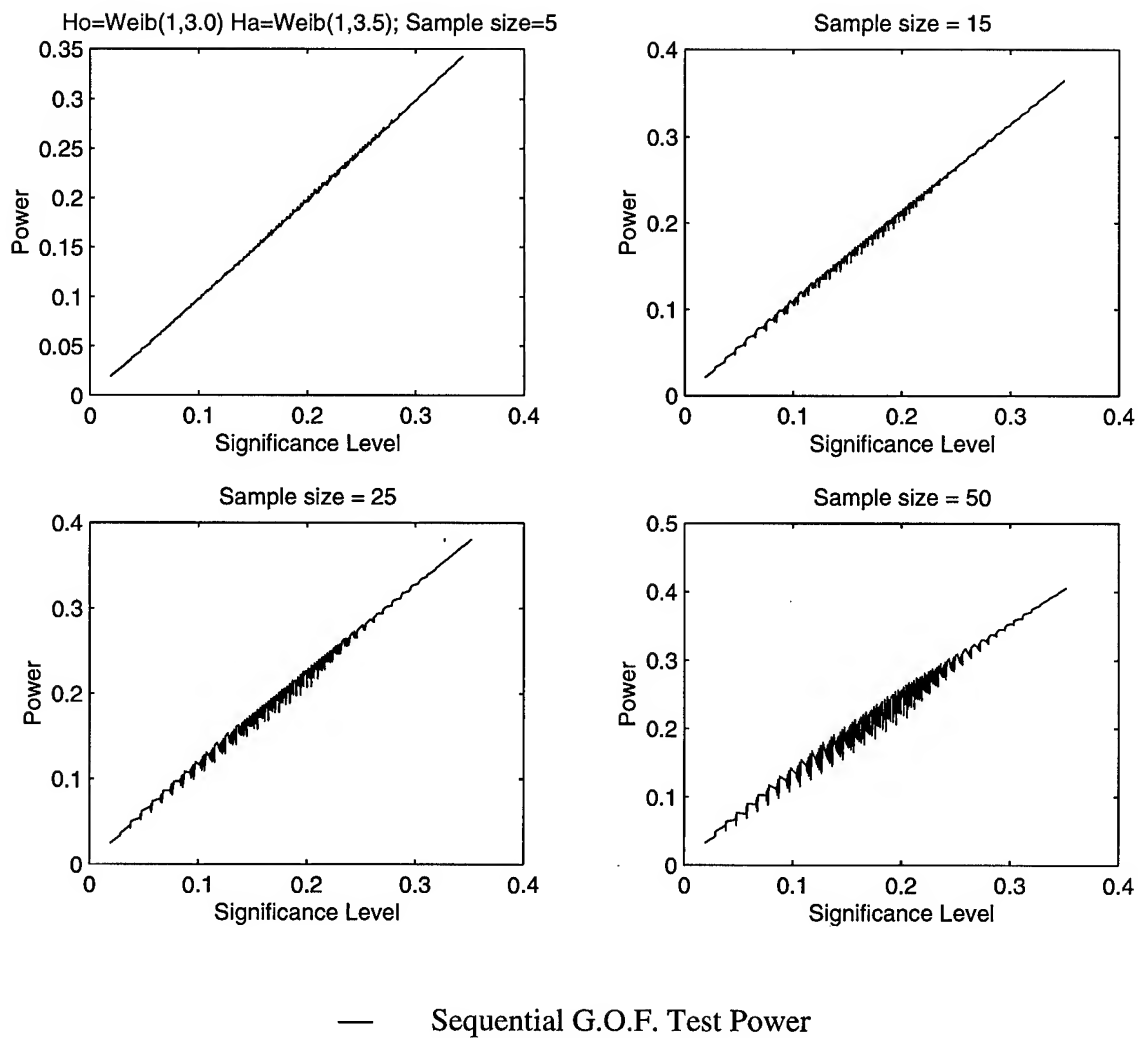 Ho=Weib(1,3.0) Ha=Weib(1,3.5); Sample size=5
0.35
0.3
0.25
0.2
0.15
0.1
0.05
0
Power
0 0.1 0.2 0.3 0.4
Significance Level
Sample size = 15
0.4
0.3
0.2
0.1
0
Power
0 0.1 0.2 0.3 0.4
Significance Level
Sample size = 25
0.4
0.3
0.2
0.1
0
Power
0 0.1 0.2 0.3 0.4
Significance Level
Sample size = 50
0.5
0.4
0.3
0.2
0.1
0
Power
0 0.1 0.2 0.3 0.4
Significance Level
— Sequential G.O.F. Test Power